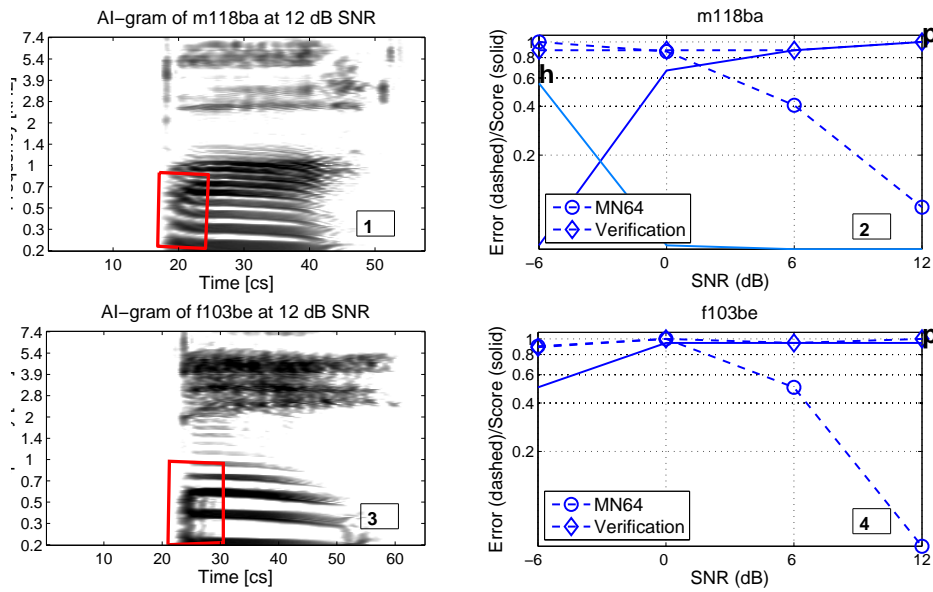 AI−gram of m118ba at 12 dB SNR
7.4
5.4
3.9
2.8
2
1.4
1
0.7
0.5
0.3
0.2
1
10 20 30 40 50
Time [cs]
m118ba
Error (dashed)/Score (solid)
1
0.8
0.6
0.4
0.2
h
p
MN64
Verification
2
−6 0 6 12
SNR (dB)
AI−gram of f103be at 12 dB SNR
7.4
5.4
3.9
2.8
2
1.4
1
0.7
0.5
0.3
0.2
3
10 20 30 40 50 60
Time [cs]
f103be
Error (dashed)/Score (solid)
1
0.8
0.6
0.4
0.2
p
MN64
Verification
4
−6 0 6 12
SNR (dB)